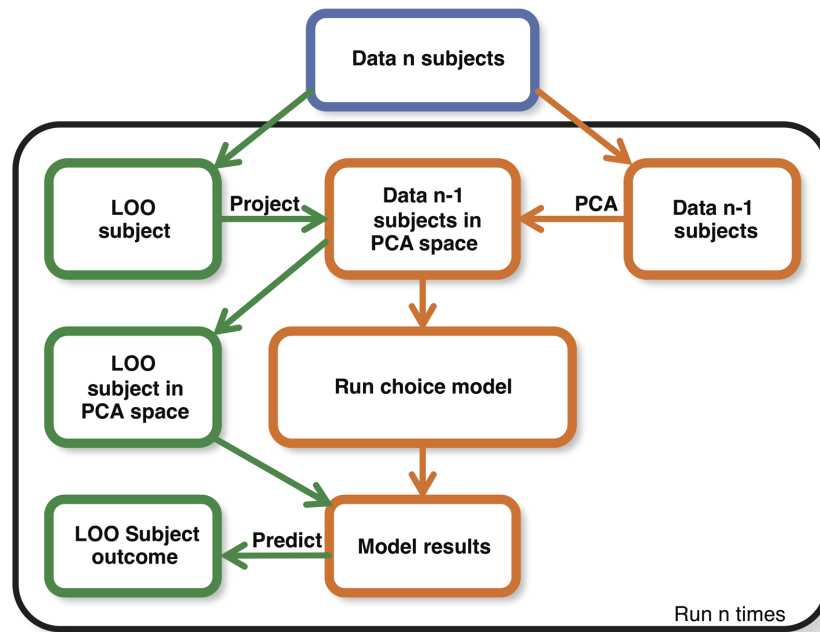 Data n subjects
LOO
subject
Project
Data n-1
subjects in
PCA space
PCA
Data n-1
subjects
LOO
subject in
PCA space
Run choice model
LOO Subject
outcome
Predict
Model results
Run n times